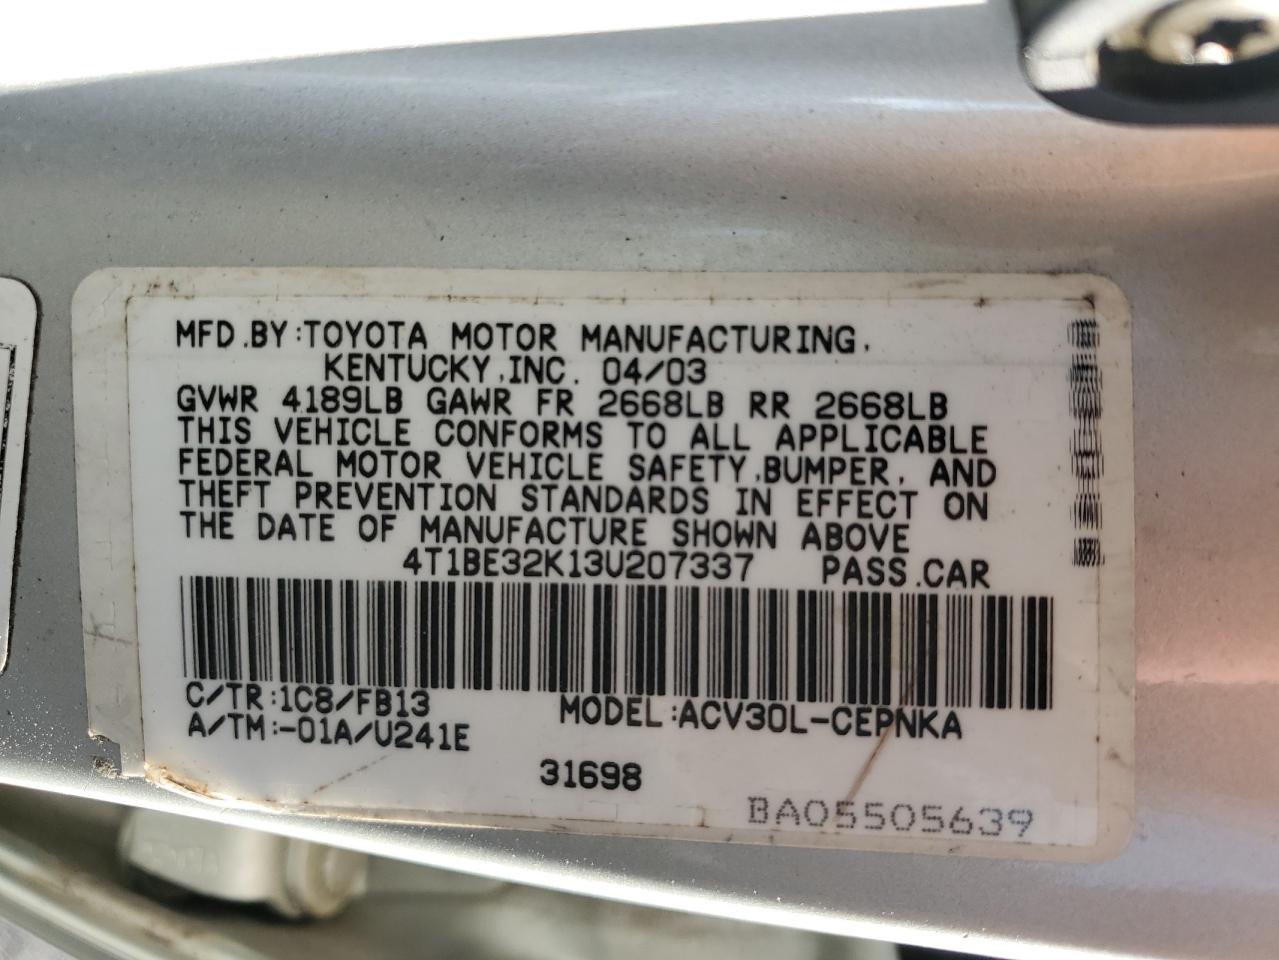 MFD.BY:TOYOTA MOTOR MANUFACTURING,
KENTUCKY,INC. 04/03
GVWR 4189LB GAWR FR 2668LB RR 2668LB
THIS VEHICLE CONFORMS TO ALL APPLICABLE
FEDERAL MOTOR VEHICLE SAFETY,BUMPER, AND
THEFT PREVENTION STANDARDS IN EFFECT ON
THE DATE OF MANUFACTURE SHOWN ABOVE
4T1BE32K13U207337 PASS.CAR
C/TR:1C8/FB13 MODEL:ACV30L-CEPNKA
A/TM:-01A/U241E
31698
BA05505639